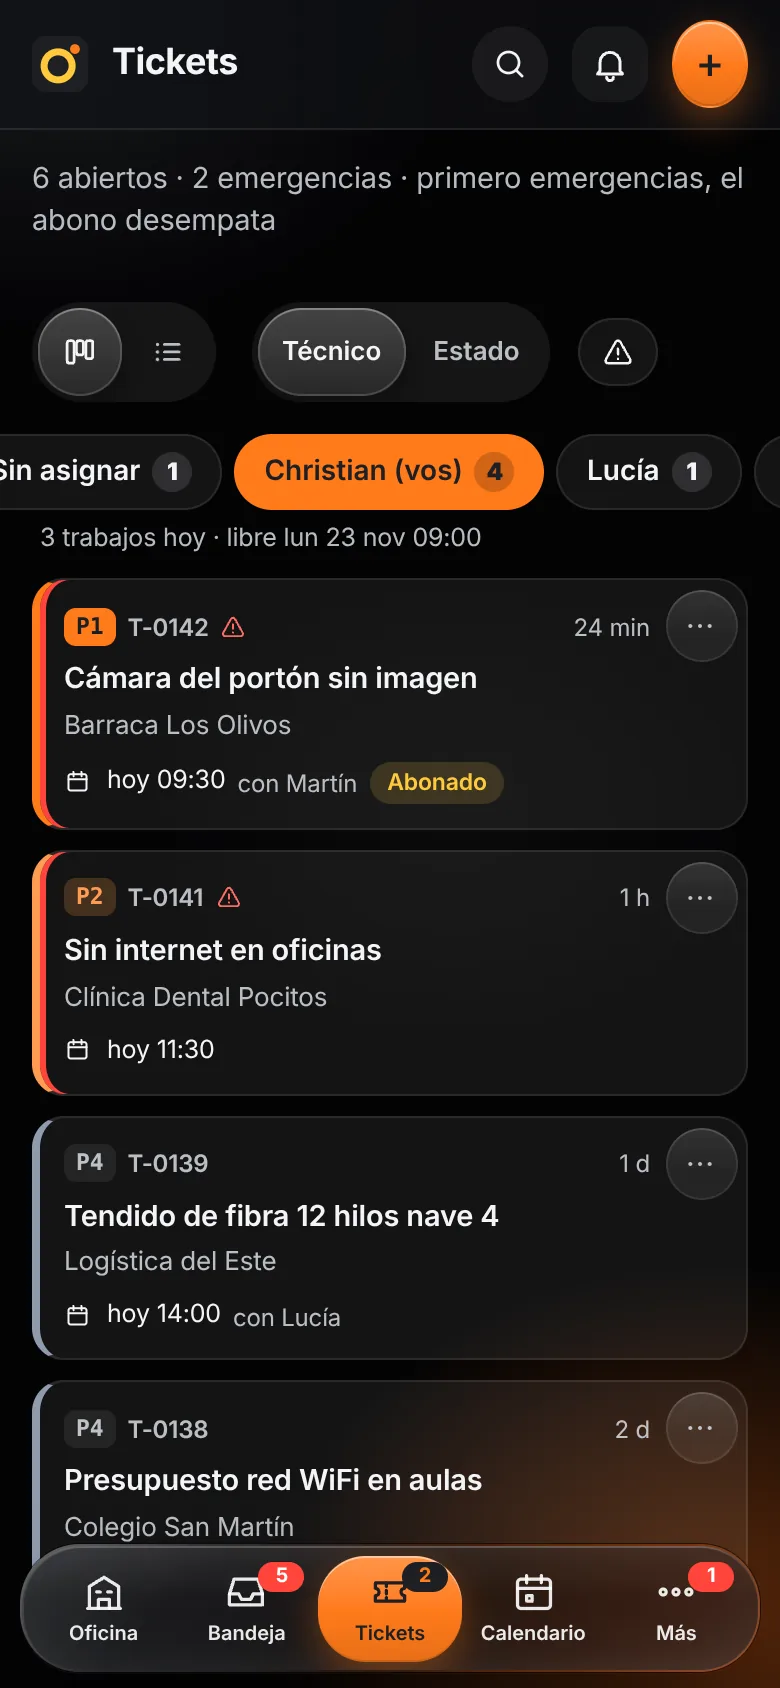 Tickets
6 abiertos · 2 emergencias · primero emergencias, el
abono desempata
Técnico Estado
Sin asignar 1 Christian (vos) 4 Lucía 1
3 trabajos hoy · libre lun 23 nov 09:00
P1 T-0142 24 min ...
Cámara del portón sin imagen
Barraca Los Olivos
hoy 09:30 con Martín Abonado
P2 T-0141 1 h ...
Sin internet en oficinas
Clínica Dental Pocitos
hoy 11:30
P4 T-0139 1 d ...
Tendido de fibra 12 hilos nave 4
Logística del Este
hoy 14:00 con Lucía
P4 T-0138 2 d ...
Presupuesto red WiFi en aulas
Colegio San Martín
5 2 1
Oficina Bandeja Tickets Calendario Más